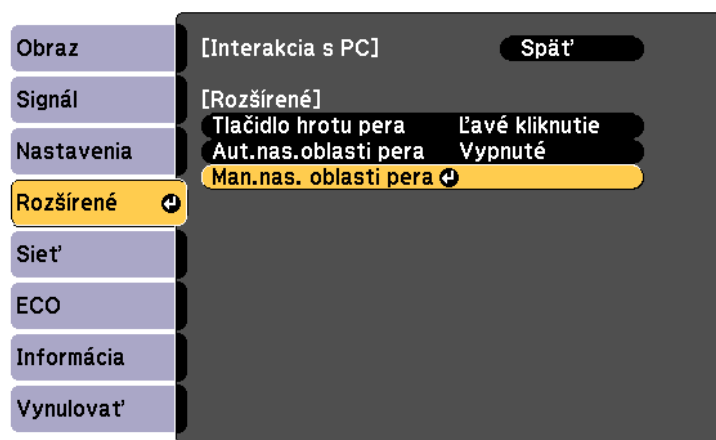 Obraz
Signál
Nastavenia
Rozšírené
Sieť
ECO
Informácia
Vynulovať
[Interakcia s PC] Späť
[Rozšírené]
Tlačidlo hrotu pera Ľavé kliknutie
Aut.nas.oblasti pera Vypnuté
Man.nas. oblasti pera